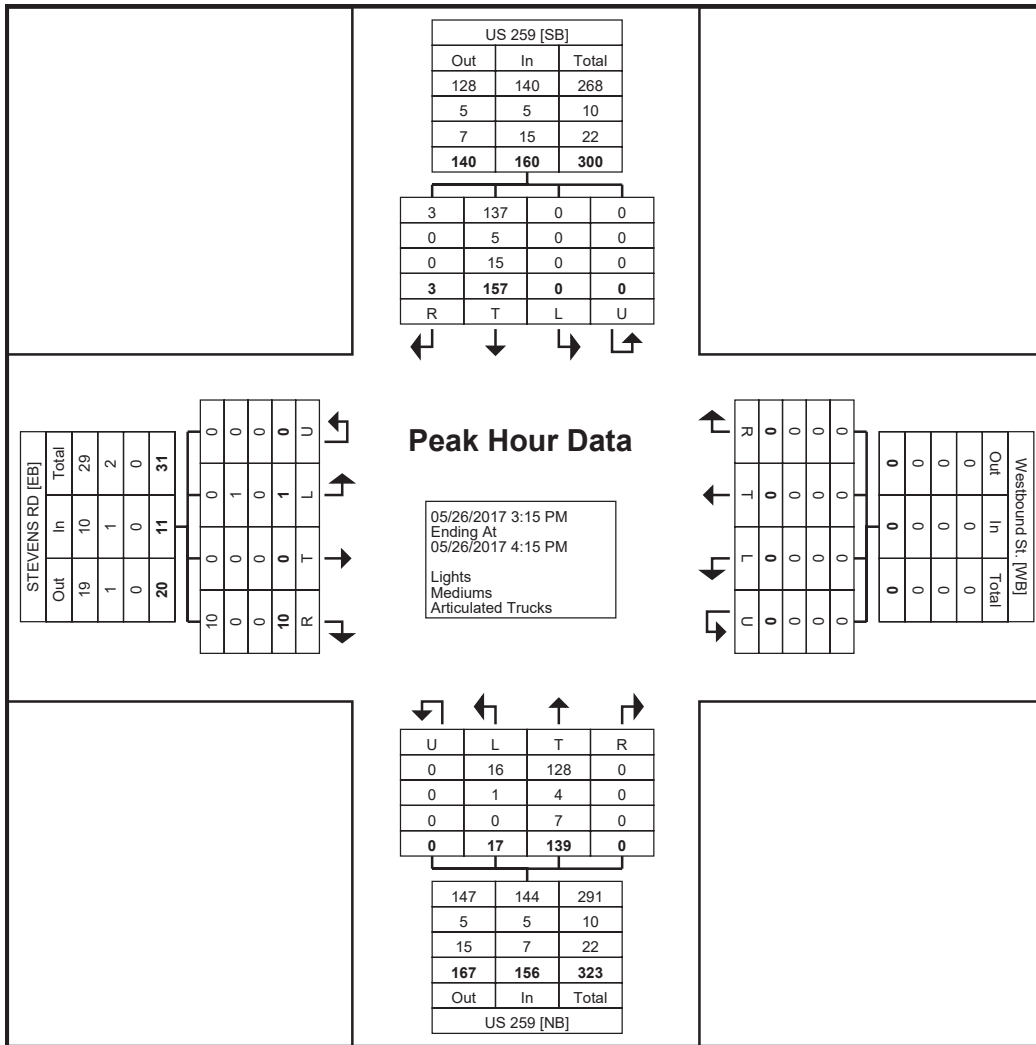 US 259 [SB]
Out In Total
128 140 268
5 5 10
7 15 22
140 160 300
3 137 0 0
0 5 0 0
0 15 0 0
3 157 0 0
R T L U
Peak Hour Data
05/26/2017 3:15 PM
Ending At
05/26/2017 4:15 PM
Lights
Mediums
Articulated Trucks
STEVENS RD [EB]
Out In Total
19 10 29
1 1 2
0 0 0
20 11 31
0 0 0 10
0 1 0 0
0 0 0 0
0 1 0 10
U L T R
Westbound St. [WB]
Out In Total
0 0 0
0 0 0
0 0 0
0 0 0
0 0 0 0
0 0 0 0
0 0 0 0
0 0 0 0
R T L U
U L T R
0 16 128 0
0 1 4 0
0 0 7 0
0 17 139 0
147 144 291
5 5 10
15 7 22
167 156 323
Out In Total
US 259 [NB]